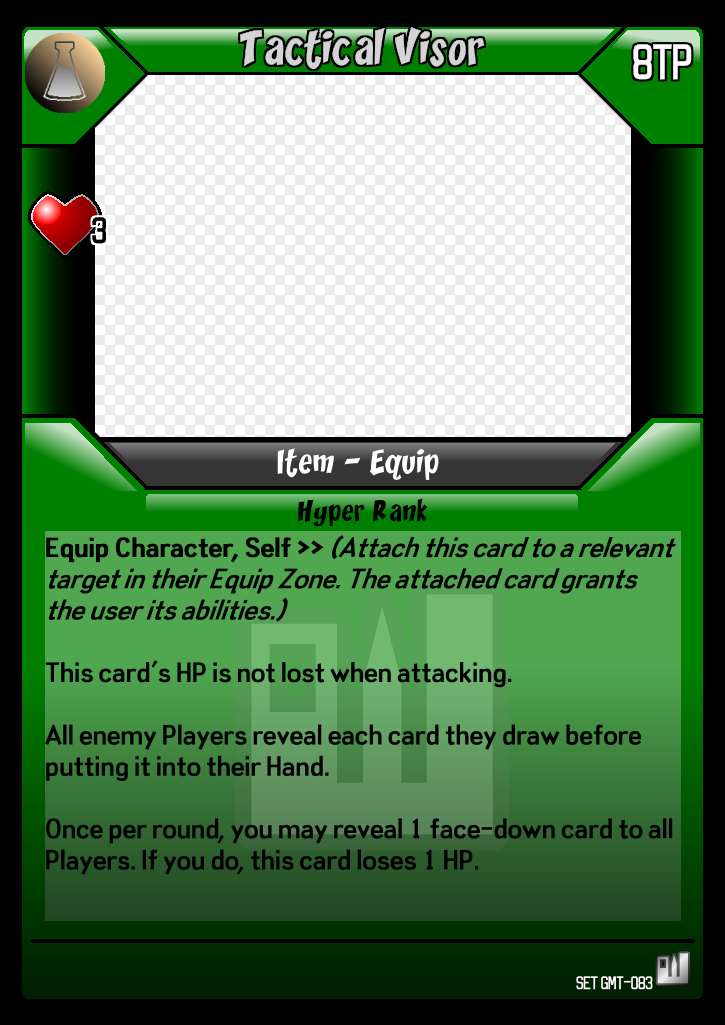 Tactical Visor
8TP
3
Item - Equip
Hyper Rank
Equip Character, Self >> (Attach this card to a relevant
target in their Equip Zone. The attached card grants
the user its abilities.)
This card's HP is not lost when attacking.
All enemy Players reveal each card they draw before
putting it into their Hand.
Once per round, you may reveal 1 face-down card to all
Players. If you do, this card loses 1 HP.
SET GMT-083